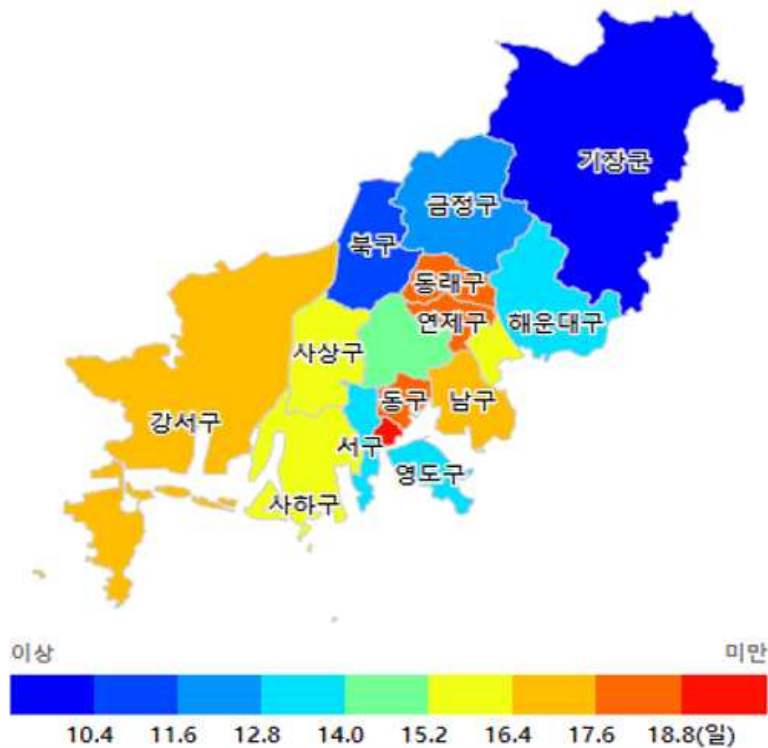 기장군
금정구
북구
동래구
연제구
해운대구
사상구
동구
남구
강서구
서구
영도구
사하구
이상 미만
10.4 11.6 12.8 14.0 15.2 16.4 17.6 18.8(일)